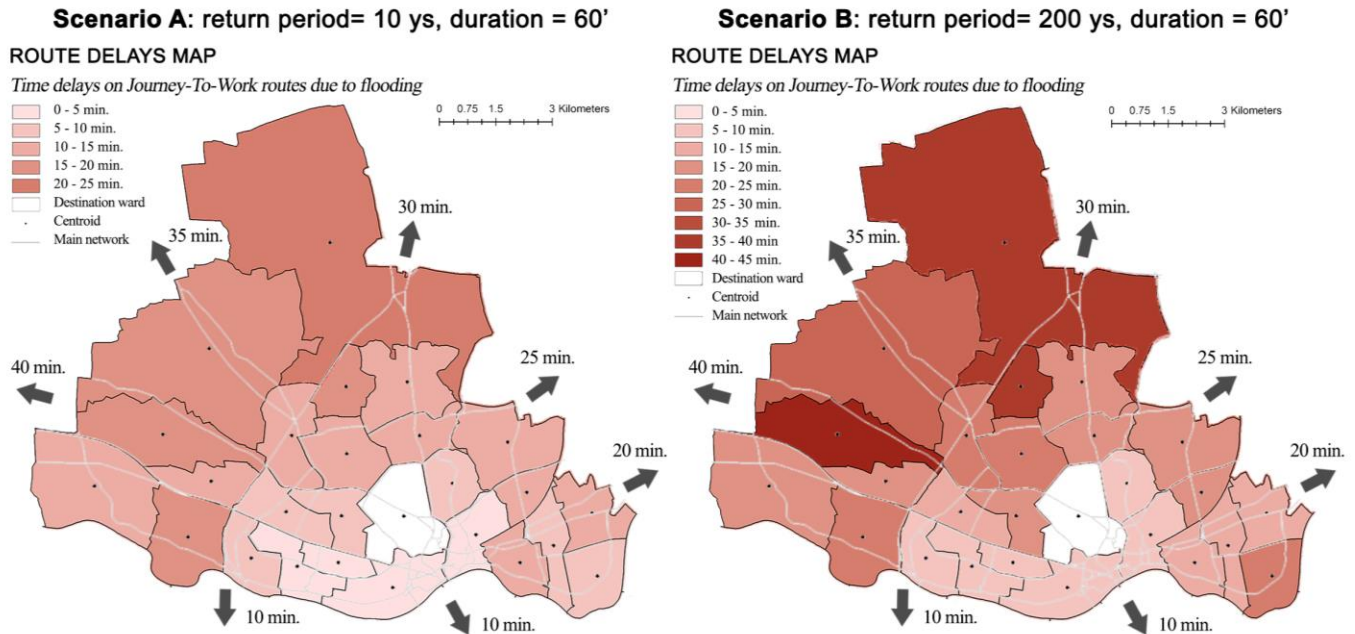 Scenario A: return period= 10 ys, duration = 60’
ROUTE DELAYS MAP
Time delays on Journey-To-Work routes due to flooding
0 - 5 min.
5 - 10 min.
10 - 15 min.
15 - 20 min.
20 - 25 min.
Destination ward
Centroid
Main network
0 0.75 1.5 3 Kilometers
30 min.
35 min.
40 min.
25 min.
20 min.
10 min.
10 min.
Scenario B: return period= 200 ys, duration = 60’
ROUTE DELAYS MAP
Time delays on Journey-To-Work routes due to flooding
0 - 5 min.
5 - 10 min.
10 - 15 min.
15 - 20 min.
20 - 25 min.
25 - 30 min.
30- 35 min.
35 - 40 min
40 - 45 min.
Destination ward
Centroid
Main network
0 0.75 1.5 3 Kilometers
30 min.
35 min.
40 min.
25 min.
20 min.
10 min.
10 min.